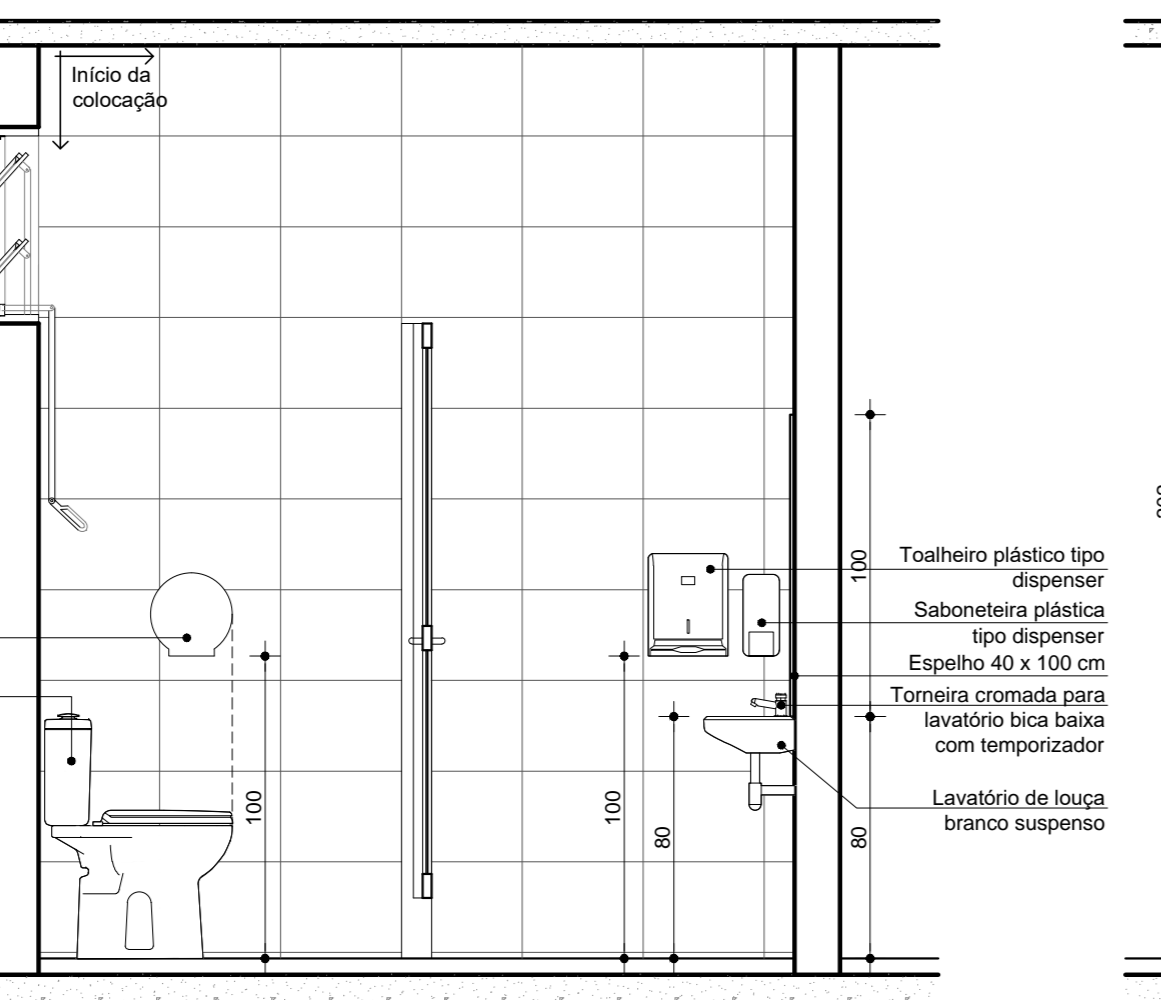 Início da
colocação
Toalheiro plástico tipo
dispenser
Saboneteira plástica
tipo dispenser
Espelho 40 x 100 cm
Torneira cromada para
lavatório bica baixa
com temporizador
Lavatório de louça
branco suspenso
100
100
100
80
80